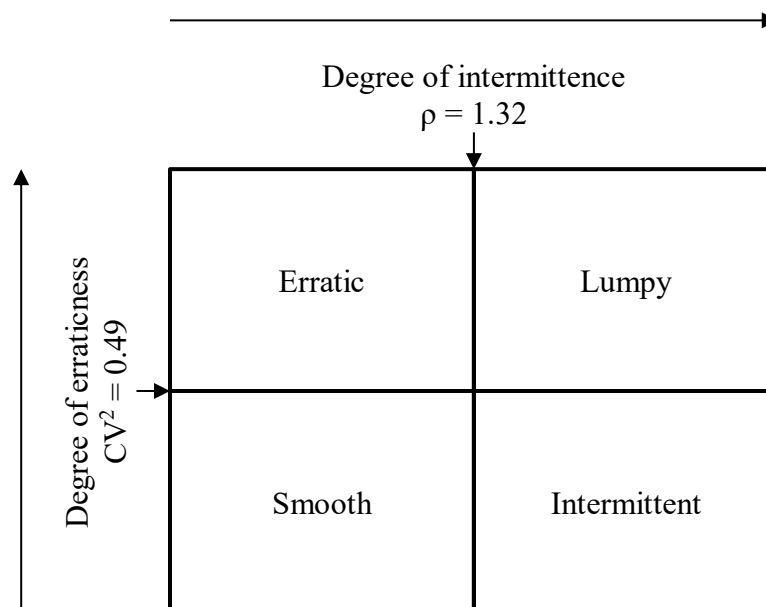 Degree of intermittence
ρ = 1.32
Erratic
Lumpy
Degree of erraticness
CV² = 0.49
Smooth
Intermittent